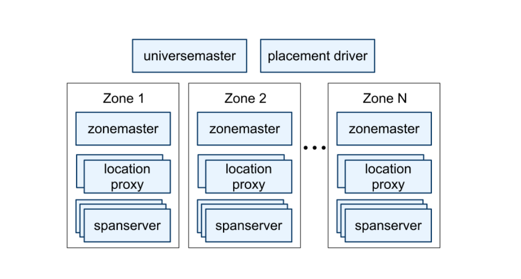 universemaster
placement driver
Zone 1
zonemaster
location
proxy
spanserver
Zone 2
zonemaster
location
proxy
spanserver
...
Zone N
zonemaster
location
proxy
spanserver